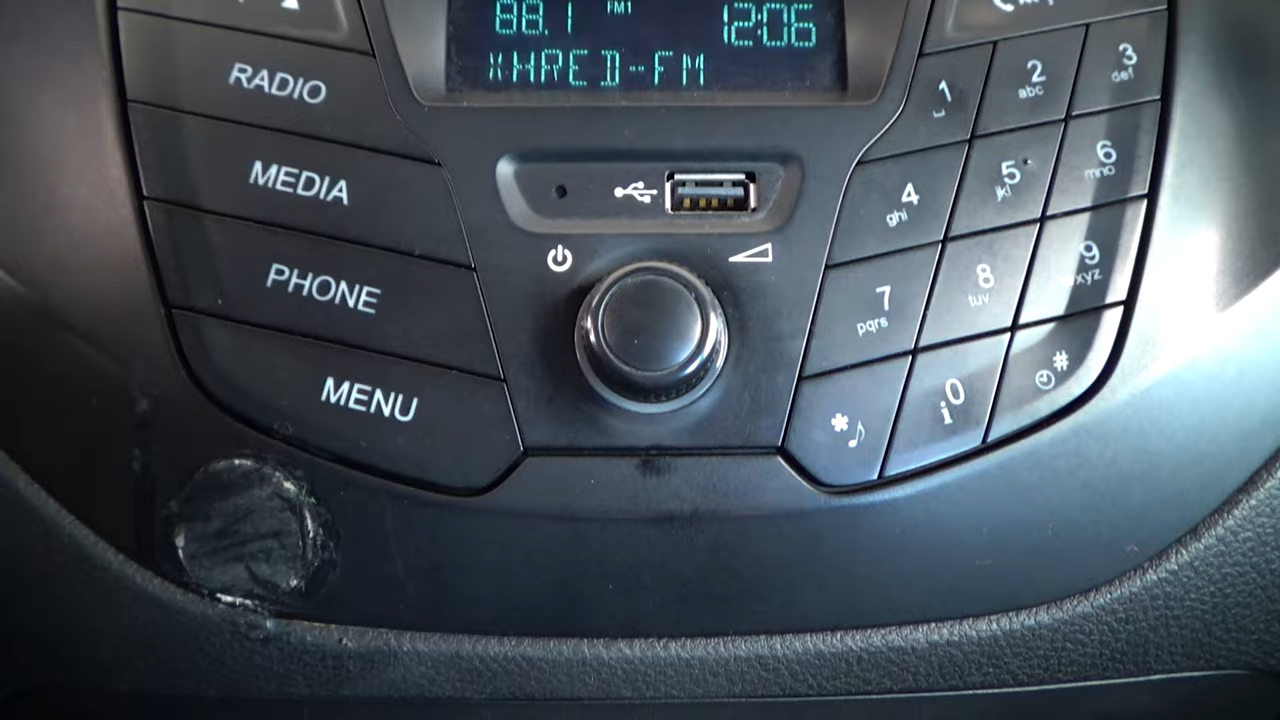 88.1 FM1 12:06
XHRED-FM
RADIO
MEDIA
PHONE
MENU
1
2 abc
3 def
4 ghi
5 jkl
6 mno
7 pqrs
8 tuv
9 wxyz
*
0 i
#